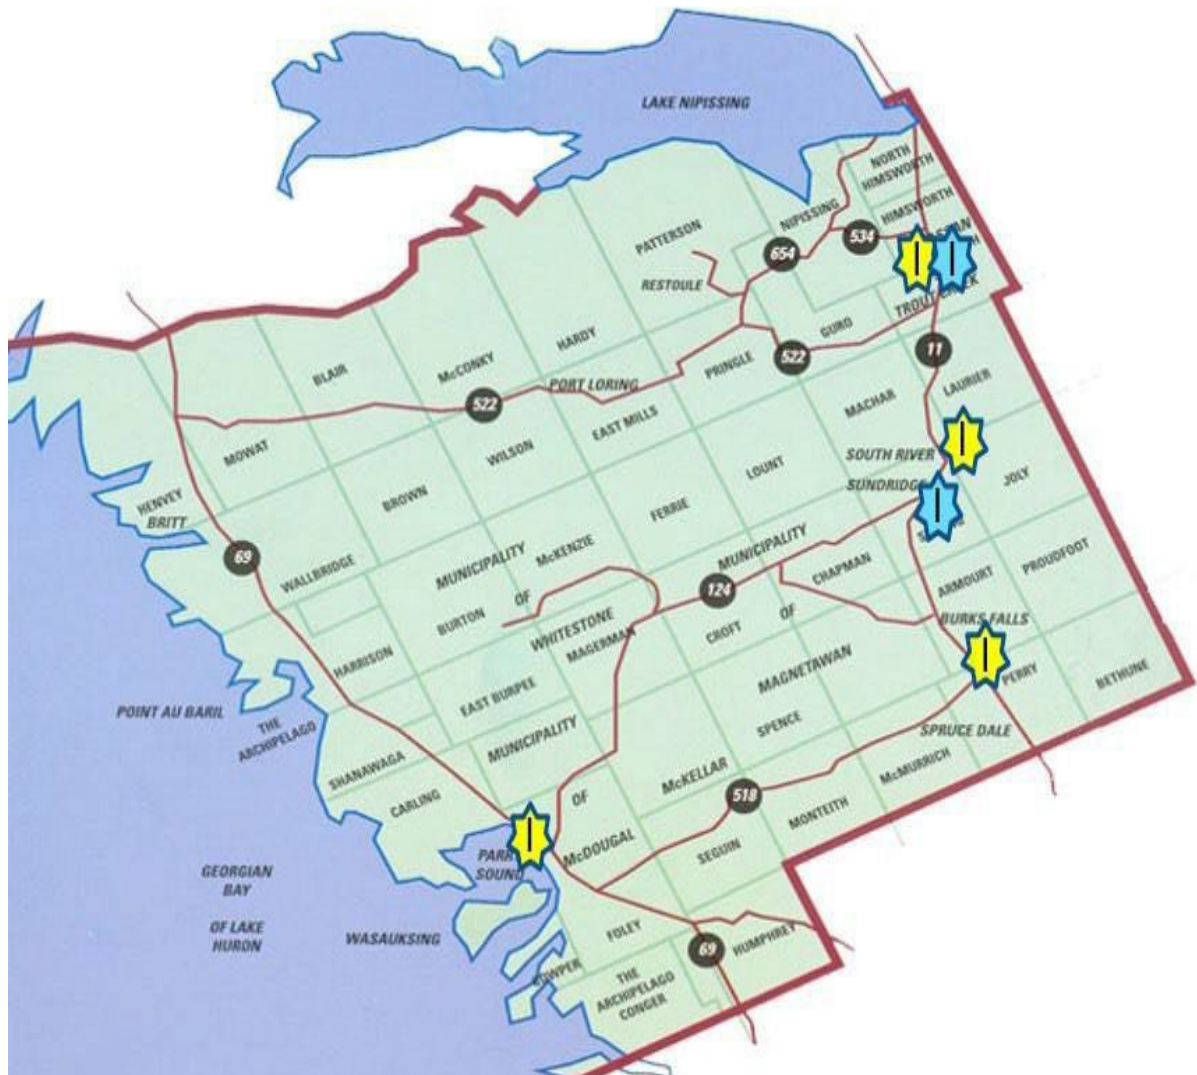 LAKE NIPISSING
NORTH
HIMSWORTH
HIMSWORTH
NIPISSING
PATTERSON
534
654
RESTOULE
TROUT CREEK
GURD
HARDY
522
11
PRINGLE
McCONKY
BLAIR
PORT LORING
LAURIER
MACHAR
522
EAST MILLS
MOWAT
WILSON
SOUTH RIVER
LOUNT
JOLY
SUNDRIDGE
BROWN
HENVEY
BRITT
FERRIE
MUNICIPALITY
69
WALLBRIDGE
MUNICIPALITY
McKENZIE
CHAPMAN
PROUDFOOT
ARMOURT
124
OF
OF
BURTON
WHITESTONE
MAGERMAN
CROFT
BURKS FALLS
HARRISON
MAGNETAWAN
PERRY
BETHUNE
EAST BURPEE
POINT AU BARIL
THE
ARCHIPELAGO
MUNICIPALITY
SPENCE
SPRUCE DALE
SHANAWAGA
McKELLAR
McMURRICH
CARLING
OF
518
MONTEITH
McDOUGAL
SEGUIN
SOUND
GEORGIAN
BAY
OF LAKE
HURON
WASAUKSING
FOLEY
HUMPHREY
69
THE
ARCHIPELAGO
CONGER